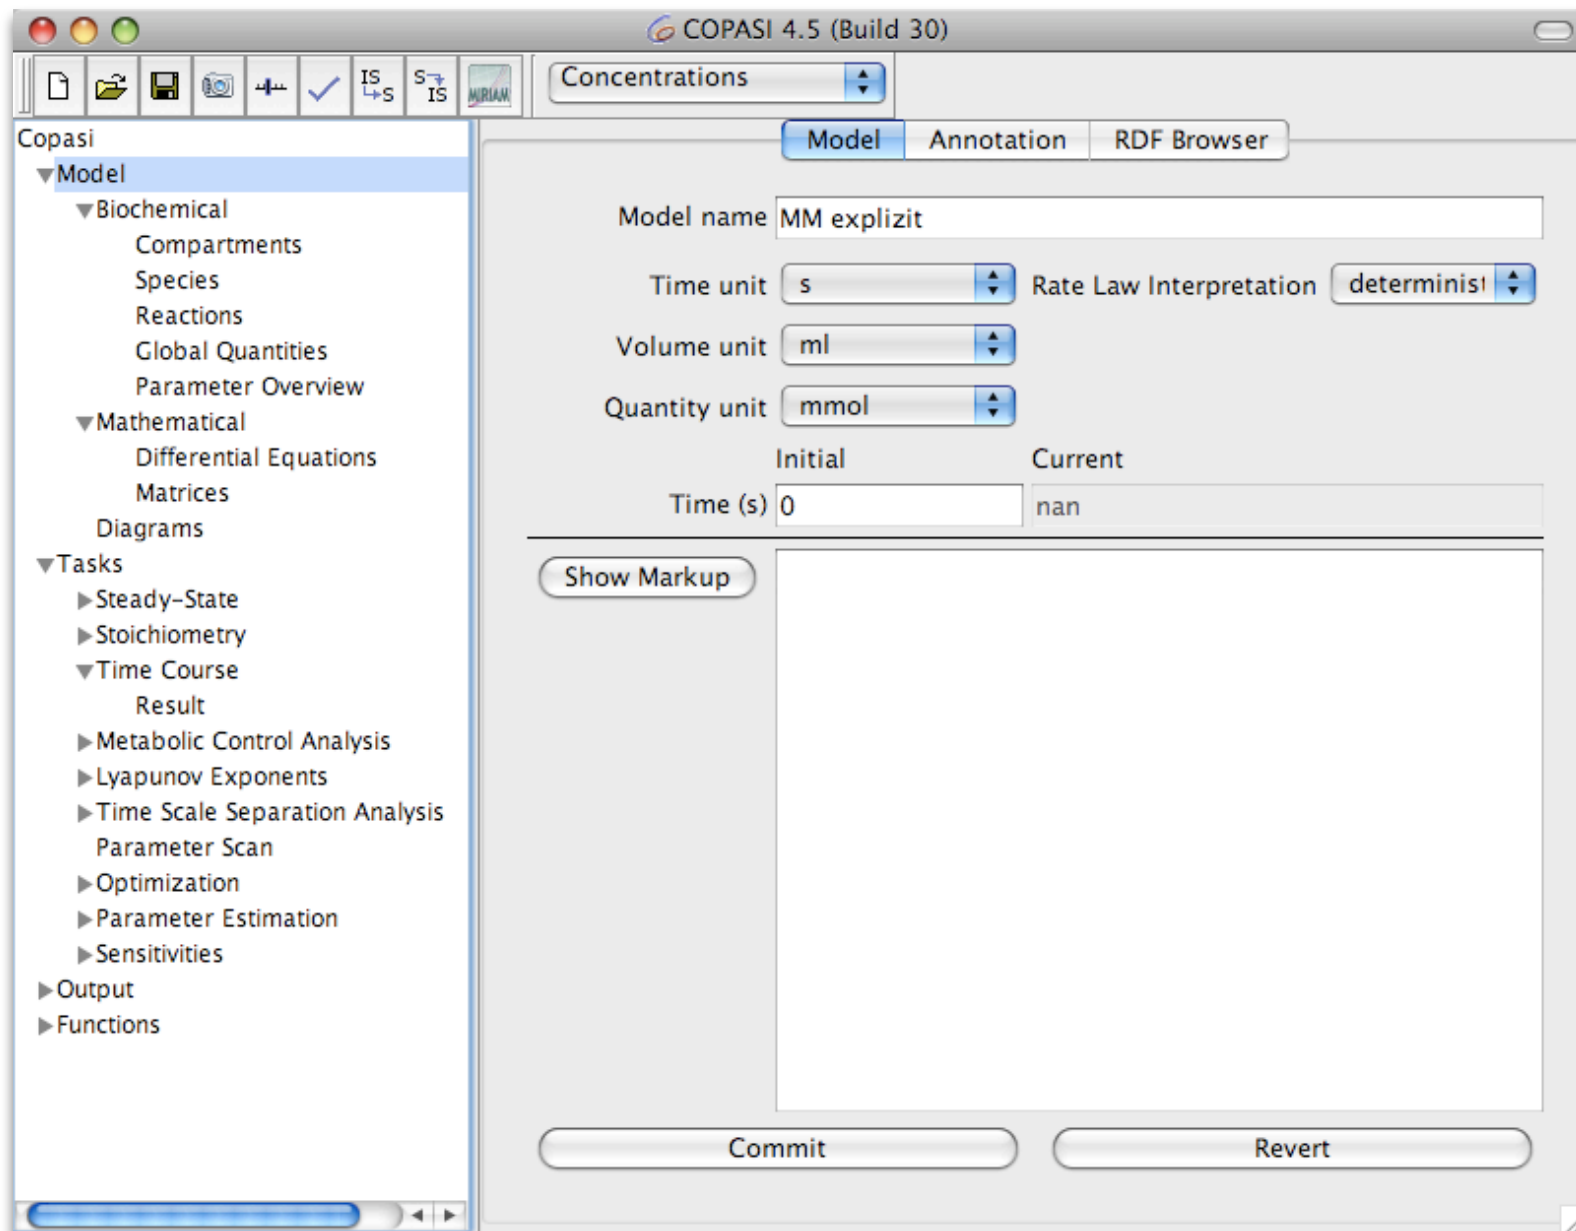 COPASI 4.5 (Build 30)
IS
S
S
IS
MIRIAM
Concentrations
Copasi
Model
Biochemical
Compartments
Species
Reactions
Global Quantities
Parameter Overview
Mathematical
Differential Equations
Matrices
Diagrams
Tasks
Steady-State
Stoichiometry
Time Course
Result
Metabolic Control Analysis
Lyapunov Exponents
Time Scale Separation Analysis
Parameter Scan
Optimization
Parameter Estimation
Sensitivities
Output
Functions
Model Annotation RDF Browser
Model name MM explizit
Time unit s Rate Law Interpretation determinist
Volume unit ml
Quantity unit mmol
Initial Current
Time (s) 0 nan
Show Markup
Commit Revert